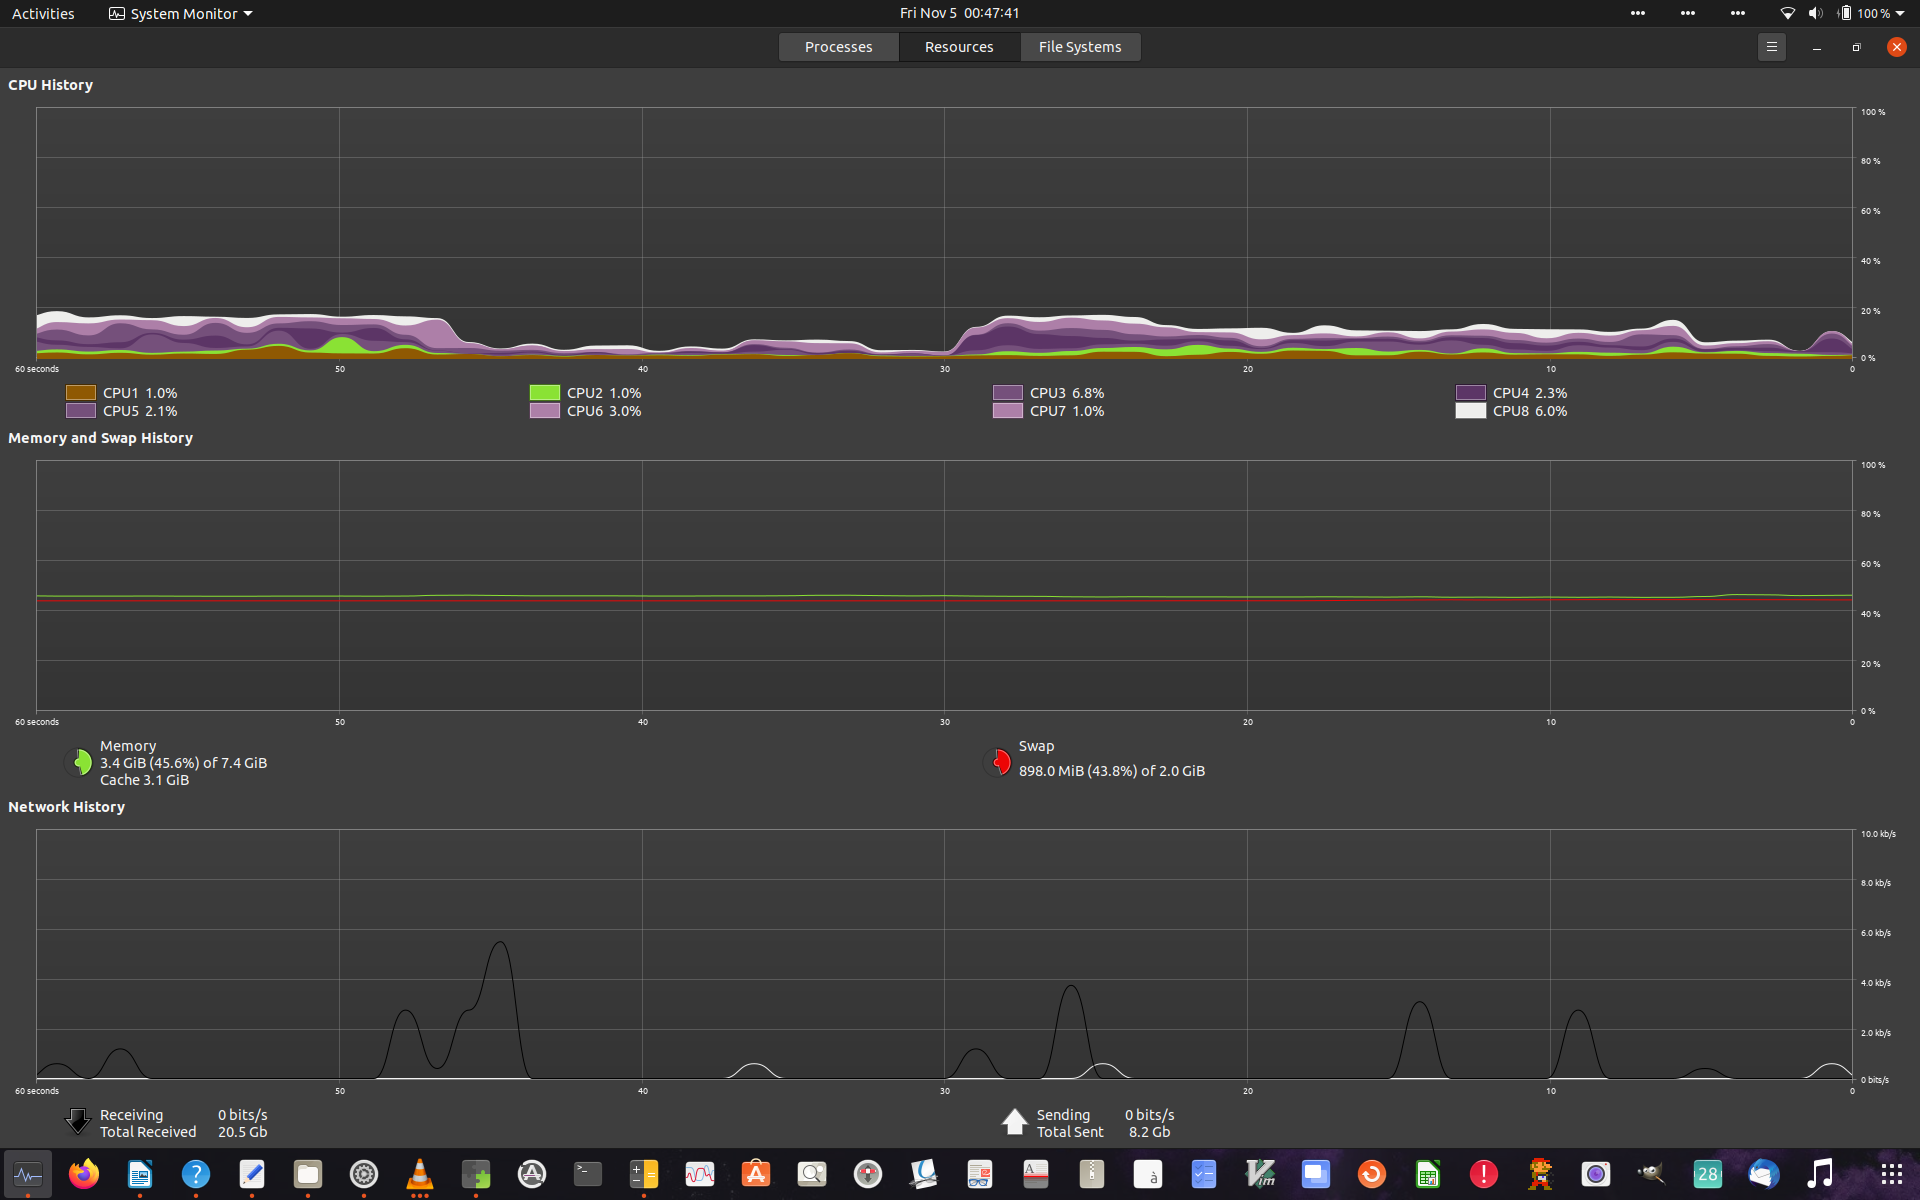 Activities System Monitor Fri Nov 5 00:47:41 100 %
Processes Resources File Systems
CPU History
100 %
80 %
60 %
40 %
20 %
0 %
60 seconds 50 40 30 20 10 0
CPU1 1.0% CPU2 1.0% CPU3 6.8% CPU4 2.3%
CPU5 2.1% CPU6 3.0% CPU7 1.0% CPU8 6.0%
Memory and Swap History
100 %
80 %
60 %
40 %
20 %
0 %
60 seconds 50 40 30 20 10 0
Memory
3.4 GiB (45.6%) of 7.4 GiB
Cache 3.1 GiB
Swap
898.0 MiB (43.8%) of 2.0 GiB
Network History
10.0 kb/s
8.0 kb/s
6.0 kb/s
4.0 kb/s
2.0 kb/s
0 bits/s
60 seconds 50 40 30 20 10 0
Receiving 0 bits/s Sending 0 bits/s
Total Received 20.5 Gb Total Sent 8.2 Gb
? >_ A à Vim ! 28